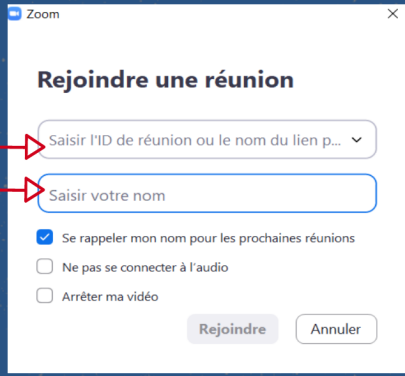 Zoom
Rejoindre une réunion
Saisir l'ID de réunion ou le nom du lien p...
Saisir votre nom
Se rappeler mon nom pour les prochaines réunions
Ne pas se connecter à l'audio
Arrêter ma vidéo
Rejoindre Annuler